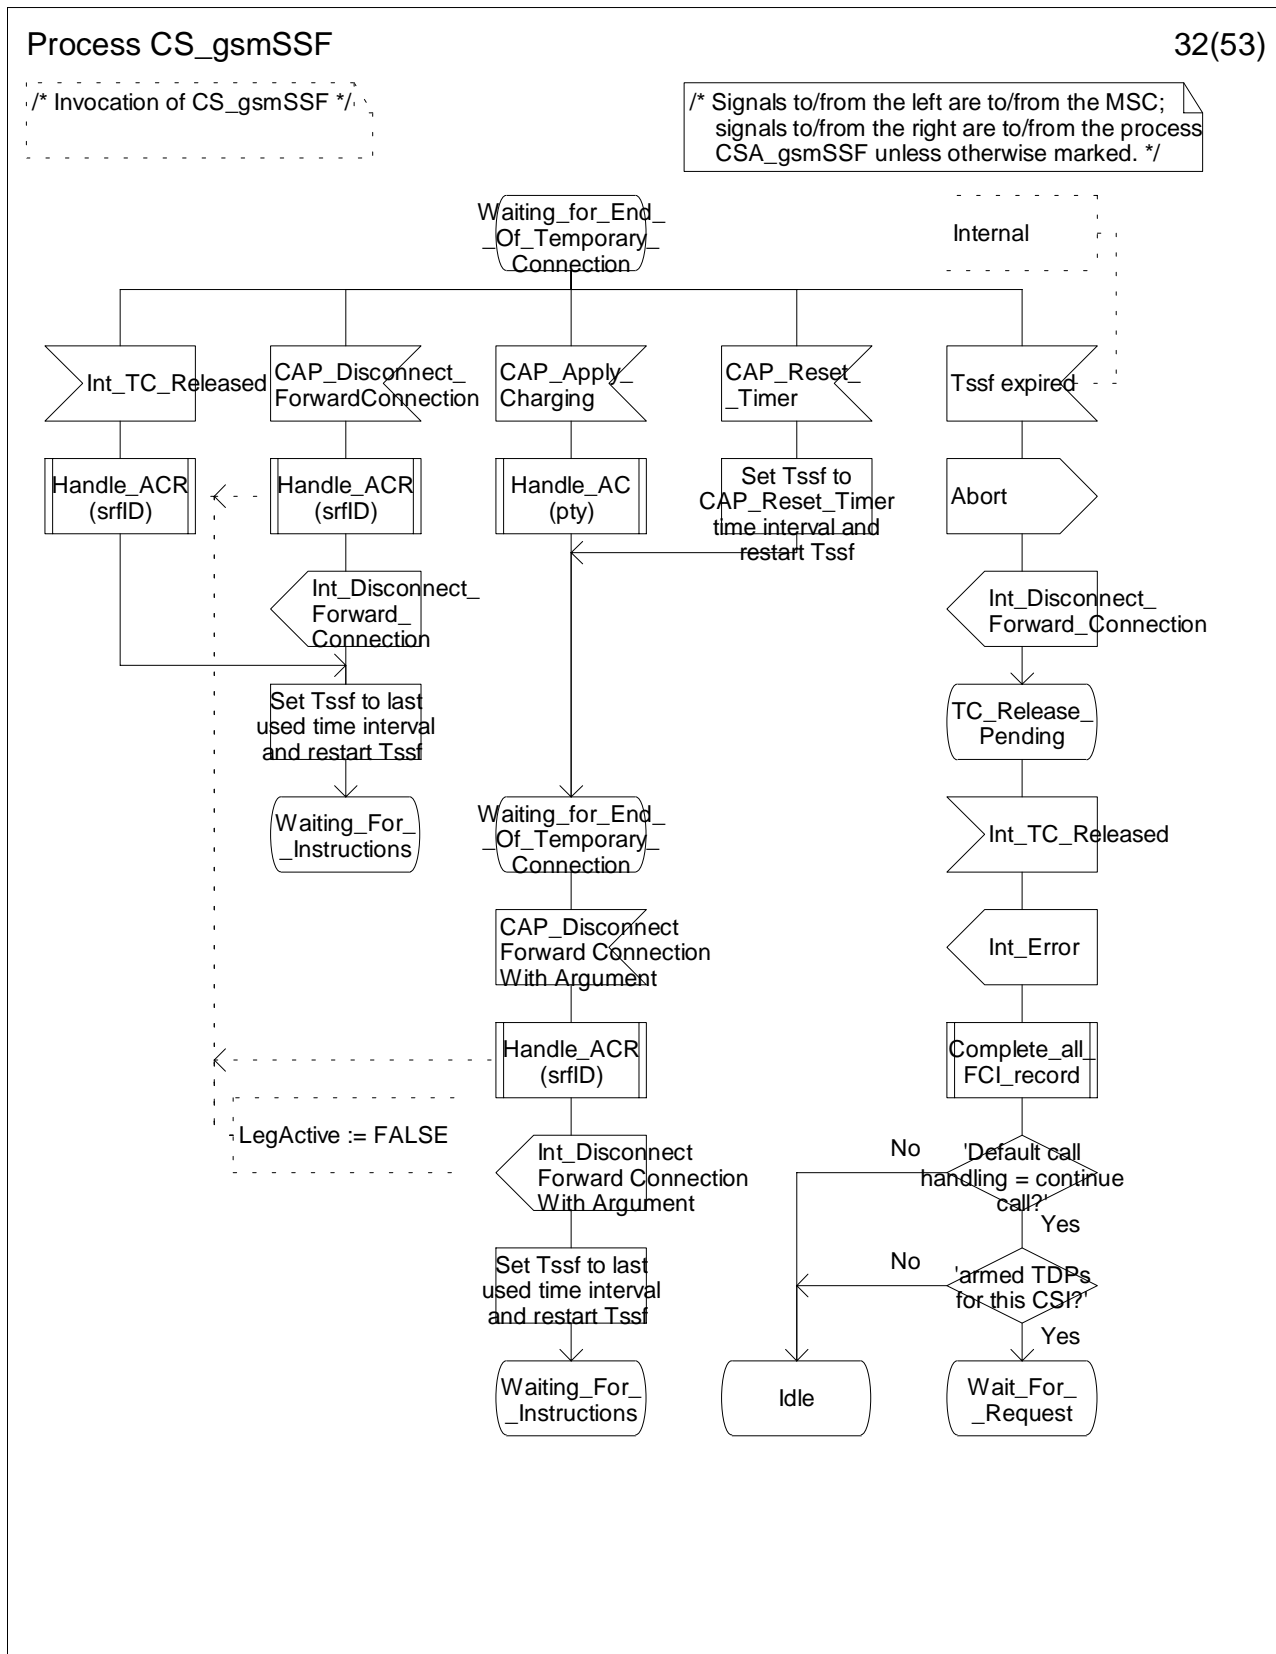 Process CS_gsmSSF
32(53)
/* Invocation of CS_gsmSSF */
/* Signals to/from the left are to/from the MSC;
signals to/from the right are to/from the process
CSA_gsmSSF unless otherwise marked. */
Waiting_for_End_
_Of_Temporary_
Connection
Internal
Int_TC_Released
CAP_Disconnect_
ForwardConnection
CAP_Apply_
Charging
CAP_Reset_
_Timer
Tssf expired
Handle_ACR
(srfID)
Handle_ACR
(srfID)
Handle_AC
(pty)
Set Tssf to
CAP_Reset_Timer
time interval and
restart Tssf
Abort
Int_Disconnect_
Forward_
Connection
Int_Disconnect_
Forward_Connection
Set Tssf to last
used time interval
and restart Tssf
TC_Release_
Pending
Waiting_For_
_Instructions
Waiting_for_End_
_Of_Temporary_
Connection
Int_TC_Released
CAP_Disconnect
Forward Connection
With Argument
Int_Error
Handle_ACR
(srfID)
Complete_all_
FCI_record
LegActive := FALSE
Int_Disconnect
Forward Connection
With Argument
No
'Default call
handling = continue
call?'
Yes
Set Tssf to last
used time interval
and restart Tssf
No
'armed TDPs
for this CSI?'
Yes
Waiting_For_
_Instructions
Idle
Wait_For_
_Request